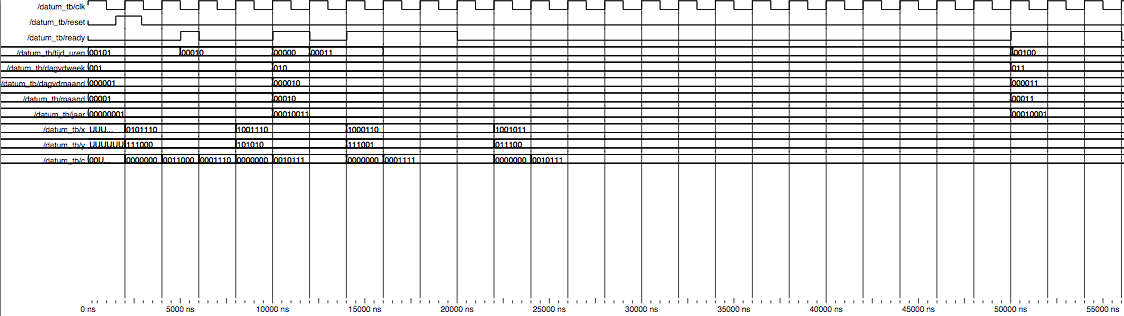 /datum_tb/clk
/datum_tb/reset
/datum_tb/ready
/datum_tb/tijd_uren 00101 00010 00000 00011 00100
/datum_tb/dagvdweek 001 010 011
/datum_tb/dagvdmaand 000001 000010 000011
/datum_tb/maand 00001 00010 00011
/datum_tb/jaar 00000001 00010011 00010001
/datum_tb/x UUU... 0101110 1001110 1000110 1001011
/datum_tb/y UUUUUU 111000 101010 111001 011100
/datum_tb/c 00U... 0000000 0011000 0001110 0000000 0010111 0000000 0001111 0000000 0010111
0 ns 5000 ns 10000 ns 15000 ns 20000 ns 25000 ns 30000 ns 35000 ns 40000 ns 45000 ns 50000 ns 55000 ns